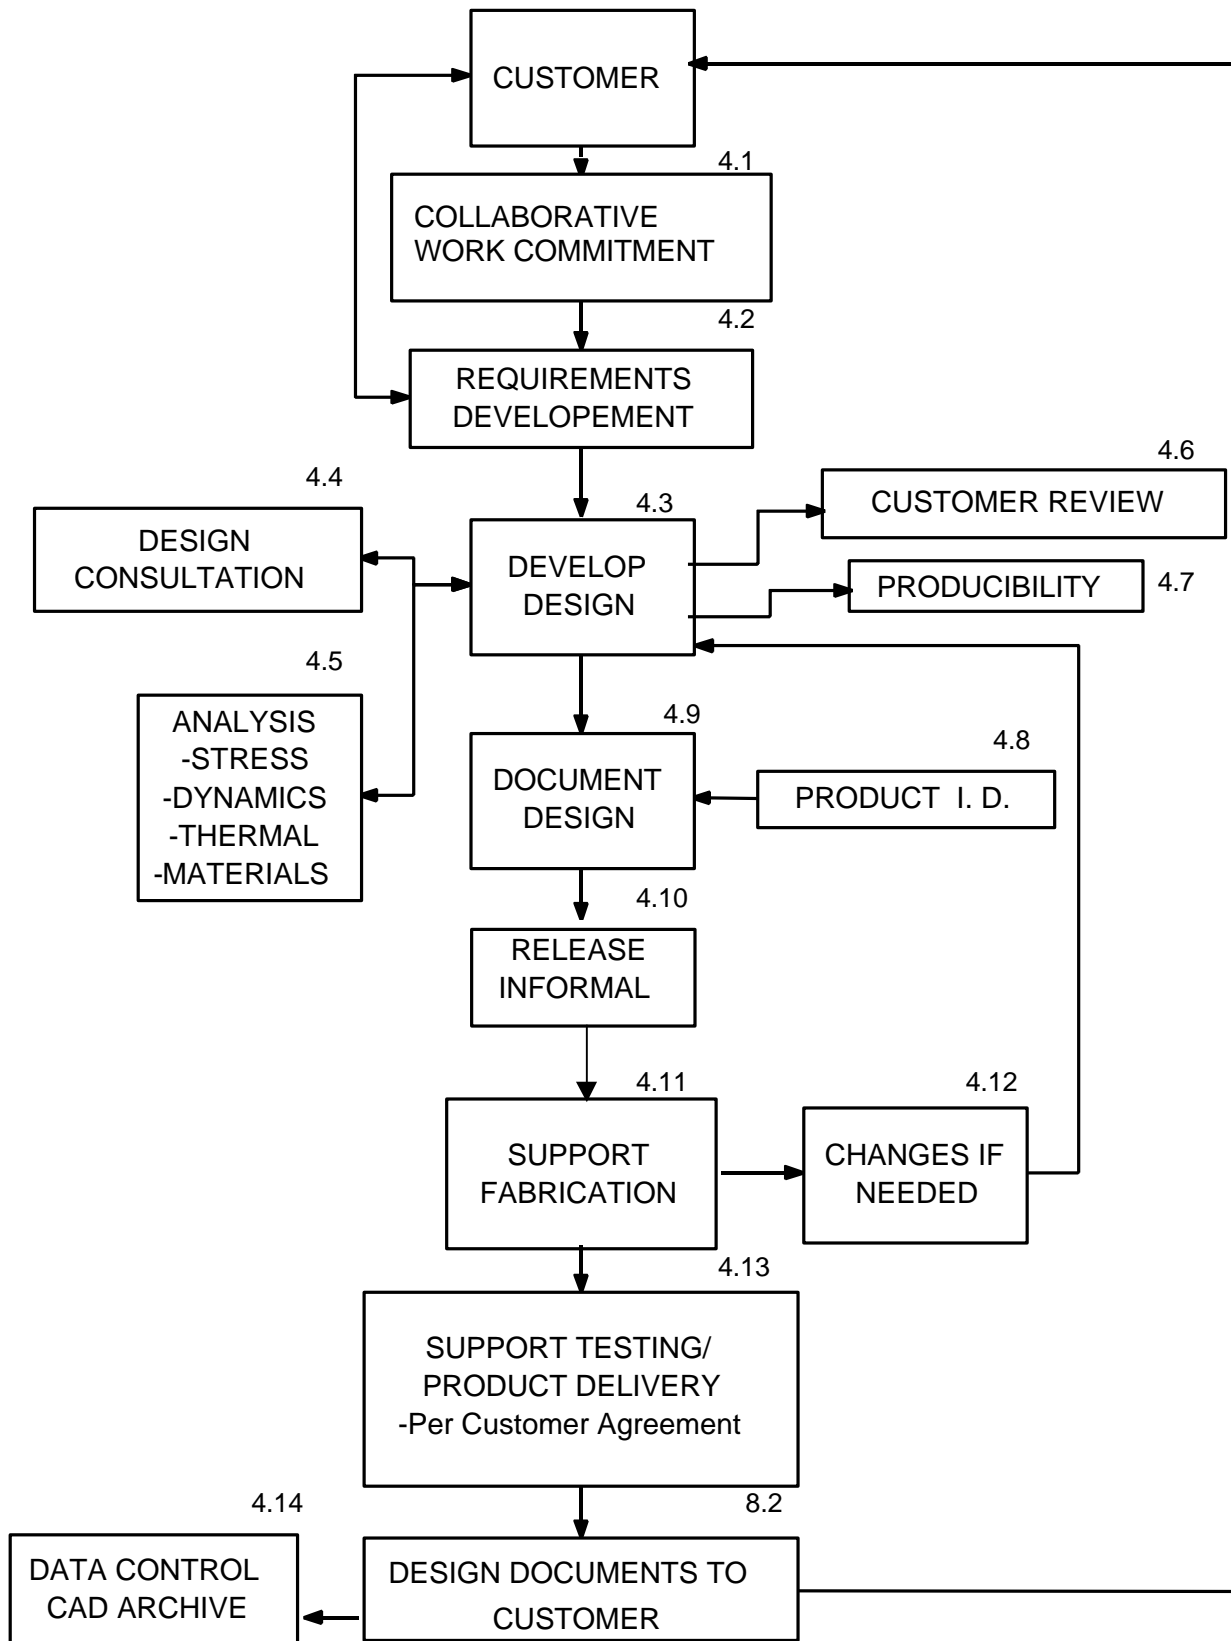 CUSTOMER
4.1
COLLABORATIVE
WORK COMMITMENT
4.2
REQUIREMENTS
DEVELOPEMENT
4.6
CUSTOMER REVIEW
4.4
DESIGN
CONSULTATION
4.3
DEVELOP
DESIGN
PRODUCIBILITY
4.7
4.5
ANALYSIS
-STRESS
-DYNAMICS
-THERMAL
-MATERIALS
4.9
DOCUMENT
DESIGN
4.8
PRODUCT I. D.
4.10
RELEASE
INFORMAL
4.11
SUPPORT
FABRICATION
4.12
CHANGES IF
NEEDED
4.13
SUPPORT TESTING/
PRODUCT DELIVERY
-Per Customer Agreement
4.14
DATA CONTROL
CAD ARCHIVE
8.2
DESIGN DOCUMENTS TO
CUSTOMER